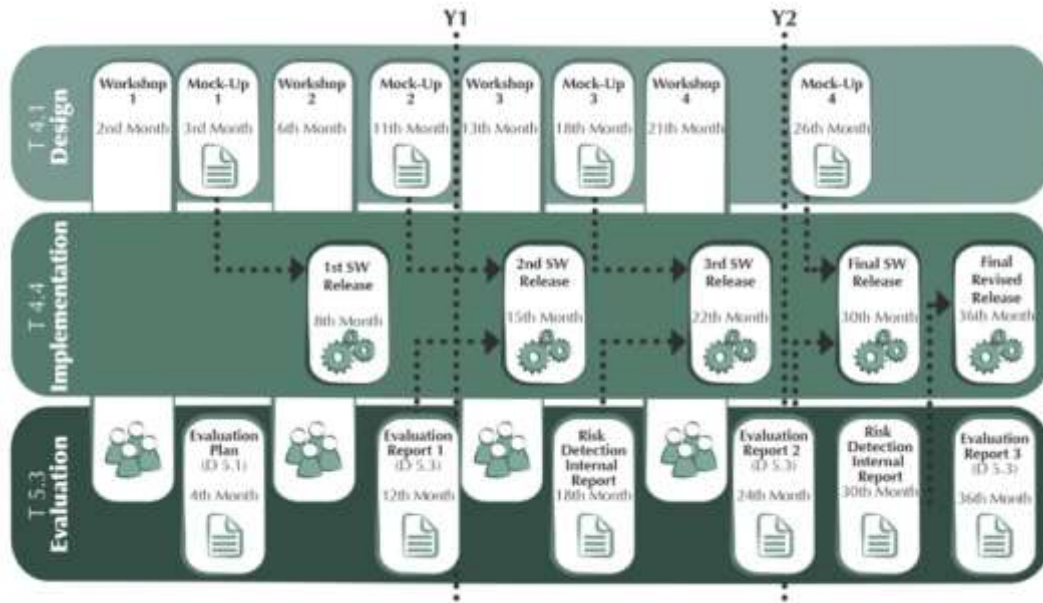 Y1
Y2
T 4.1
Design
Workshop
1
2nd Month
Mock-Up
1
3rd Month
Workshop
2
6th Month
Mock-Up
2
11th Month
Workshop
3
13th Month
Mock-Up
3
18th Month
Workshop
4
21th Month
Mock-Up
4
26th Month
T 4.4
Implementation
1st SW
Release
8th Month
2nd SW
Release
15th Month
3rd SW
Release
22th Month
Final SW
Release
30th Month
Final
Revised
Release
36th Month
T 5.3
Evaluation
Evaluation
Plan
(D 5.1)
4th Month
Evaluation
Report 1
(D 5.3)
12th Month
Risk
Detection
Internal
Report
18th Month
Evaluation
Report 2
(D 5.3)
24th Month
Risk
Detection
Internal
Report
30th Month
Evaluation
Report 3
(D 5.3)
36th Month